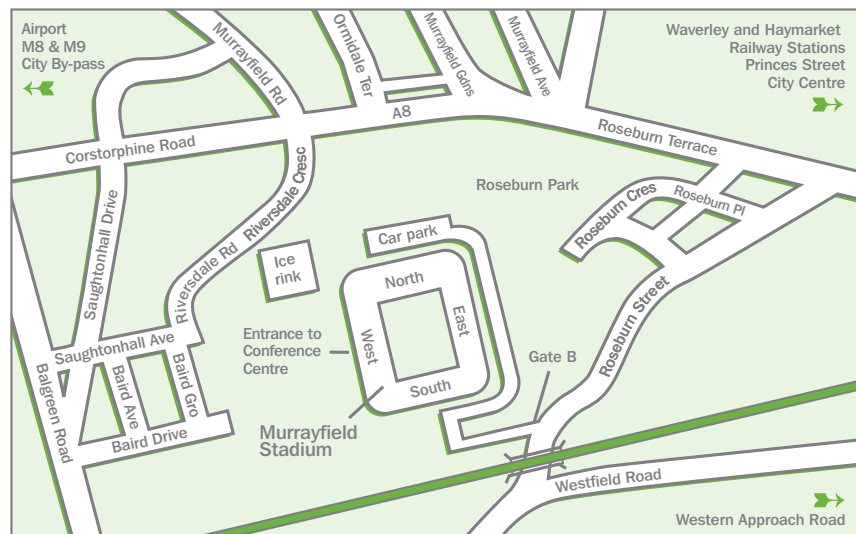 Airport
M8 & M9
City By-pass
Murrayfield Rd
Ormidale Ter
Murrayfield Gdns
Murrayfield Ave
Waverley and Haymarket
Railway Stations
Princes Street
City Centre
A8
Corstorphine Road
Roseburn Terrace
Saughtonhall Drive
Riversdale Cresc
Riversdale Rd
Roseburn Park
Roseburn Cres
Roseburn Pl
Car park
Ice
rink
North
East
West
South
Entrance to
Conference
Centre
Roseburn Street
Saughtonhall Ave
Balgreen Road
Baird Ave
Baird Gro
Baird Drive
Gate B
Murrayfield
Stadium
Westfield Road
Western Approach Road